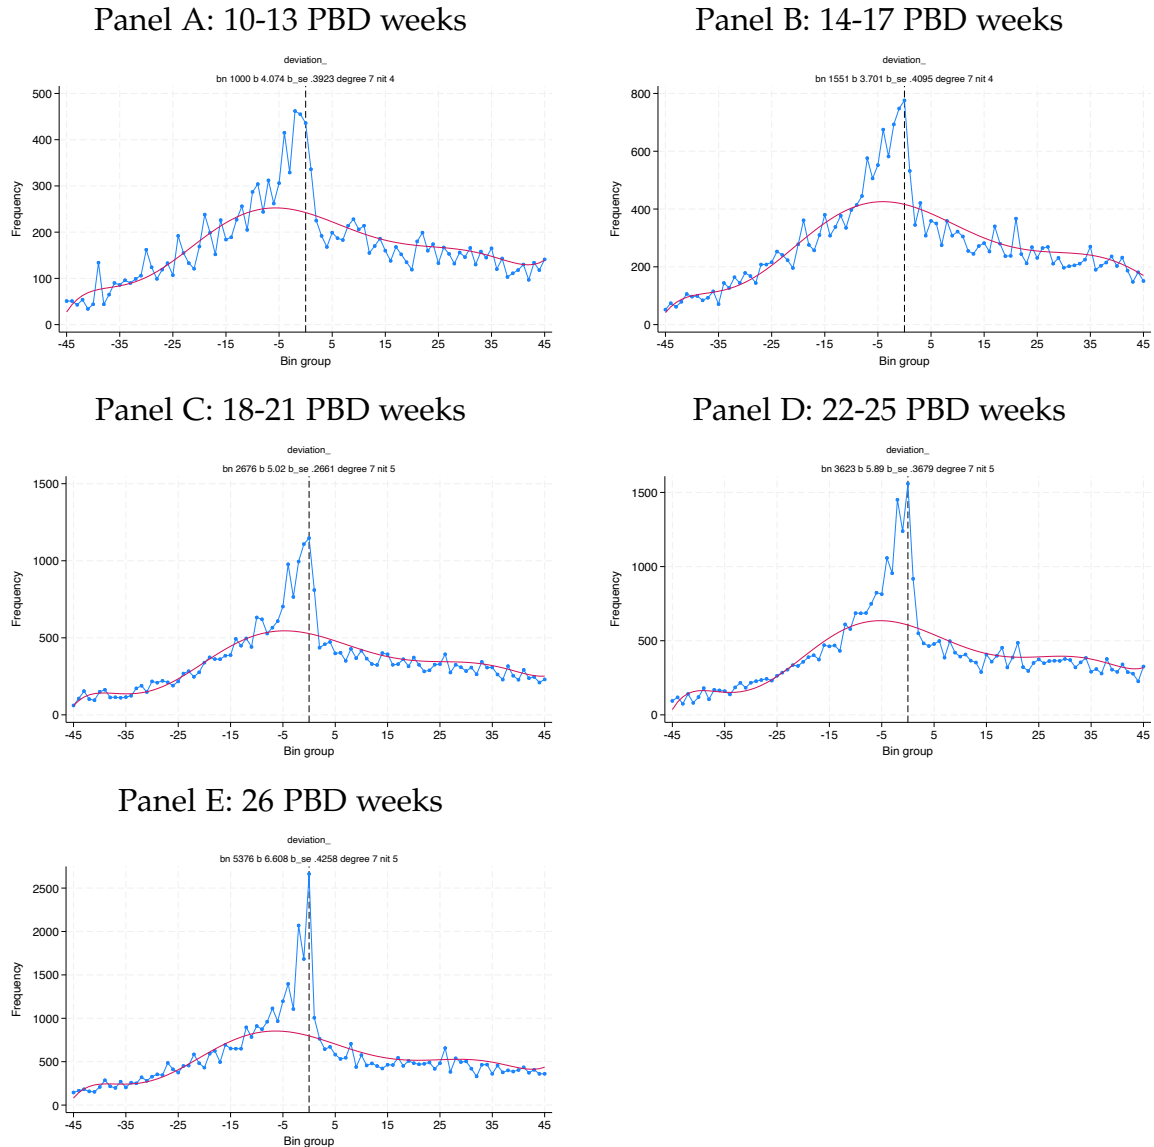 Panel A: 10-13 PBD weeks
deviation_
bn 1000 b 4.074 b_se .3923 degree 7 nit 4
Frequency
500
400
300
200
100
0
-45 -35 -25 -15 -5 5 15 25 35 45
Bin group
Panel B: 14-17 PBD weeks
deviation_
bn 1551 b 3.701 b_se .4095 degree 7 nit 4
Frequency
800
600
400
200
0
-45 -35 -25 -15 -5 5 15 25 35 45
Bin group
Panel C: 18-21 PBD weeks
deviation_
bn 2676 b 5.02 b_se .2661 degree 7 nit 5
Frequency
1500
1000
500
0
-45 -35 -25 -15 -5 5 15 25 35 45
Bin group
Panel D: 22-25 PBD weeks
deviation_
bn 3623 b 5.89 b_se .3679 degree 7 nit 5
Frequency
1500
1000
500
0
-45 -35 -25 -15 -5 5 15 25 35 45
Bin group
Panel E: 26 PBD weeks
deviation_
bn 5376 b 6.608 b_se .4258 degree 7 nit 5
Frequency
2500
2000
1500
1000
500
0
-45 -35 -25 -15 -5 5 15 25 35 45
Bin group